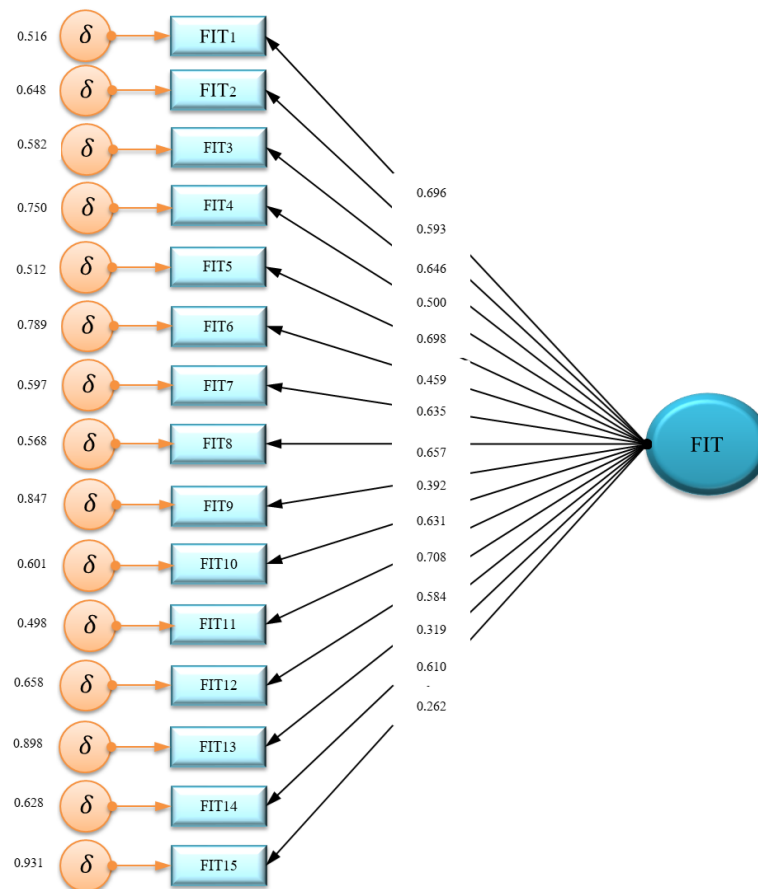 0.516 δ FIT1
0.648 δ FIT2
0.582 δ FIT3
0.750 δ FIT4
0.512 δ FIT5
0.789 δ FIT6
0.597 δ FIT7
0.568 δ FIT8
0.847 δ FIT9
0.601 δ FIT10
0.498 δ FIT11
0.658 δ FIT12
0.898 δ FIT13
0.628 δ FIT14
0.931 δ FIT15
0.696
0.593
0.646
0.500
0.698
0.459
0.635
0.657
0.392
0.631
0.708
0.584
0.319
0.610
-
0.262
FIT